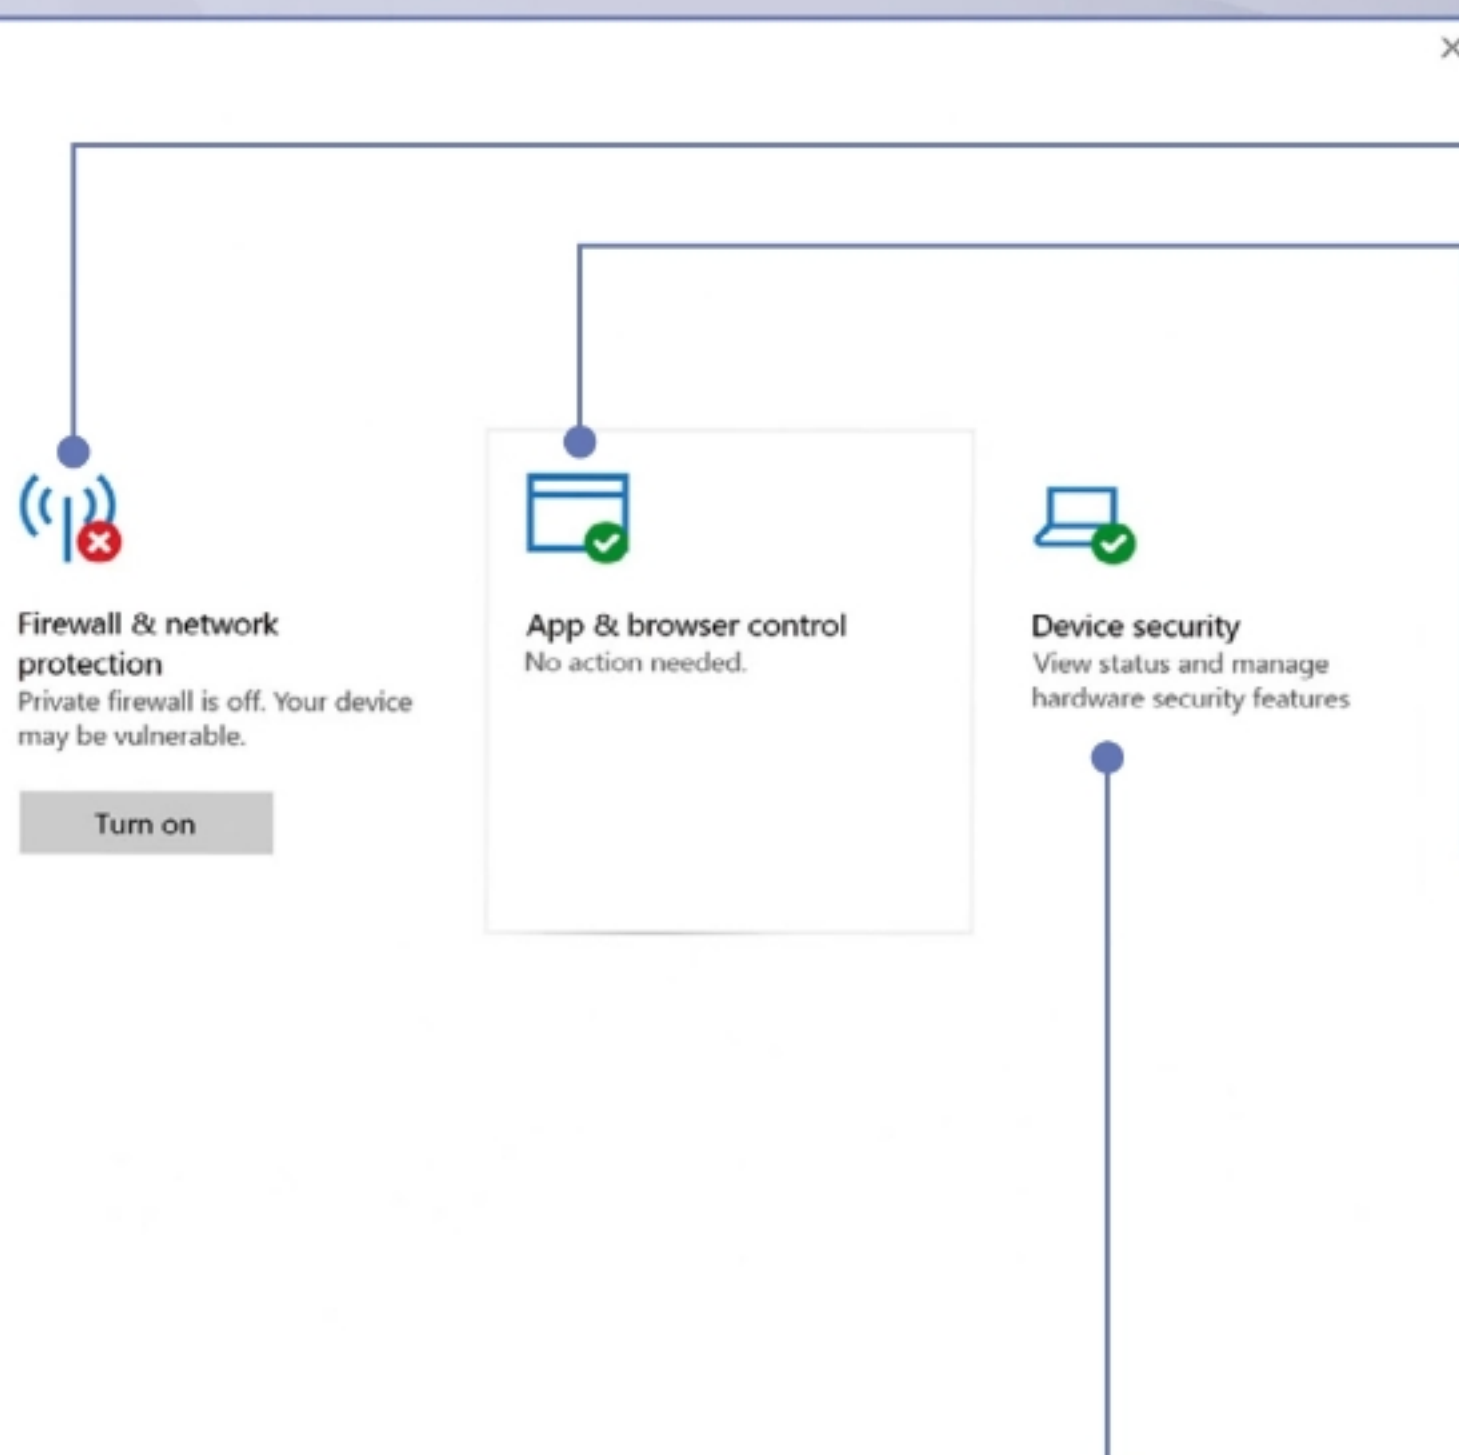 Firewall & network
protection
Private firewall is off. Your device
may be vulnerable.
Turn on
App & browser control
No action needed.
Device security
View status and manage
hardware security features